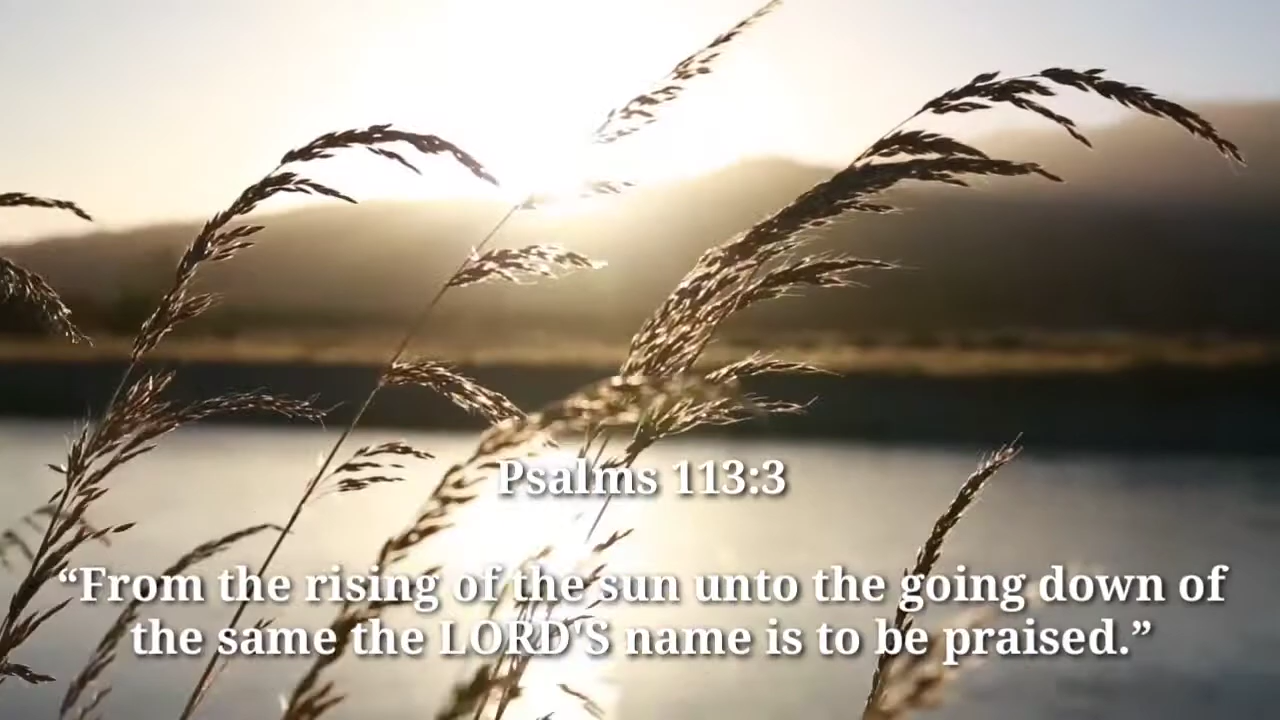 Psalms 113:3
“From the rising of the sun unto the going down of
the same the LORD'S name is to be praised.”